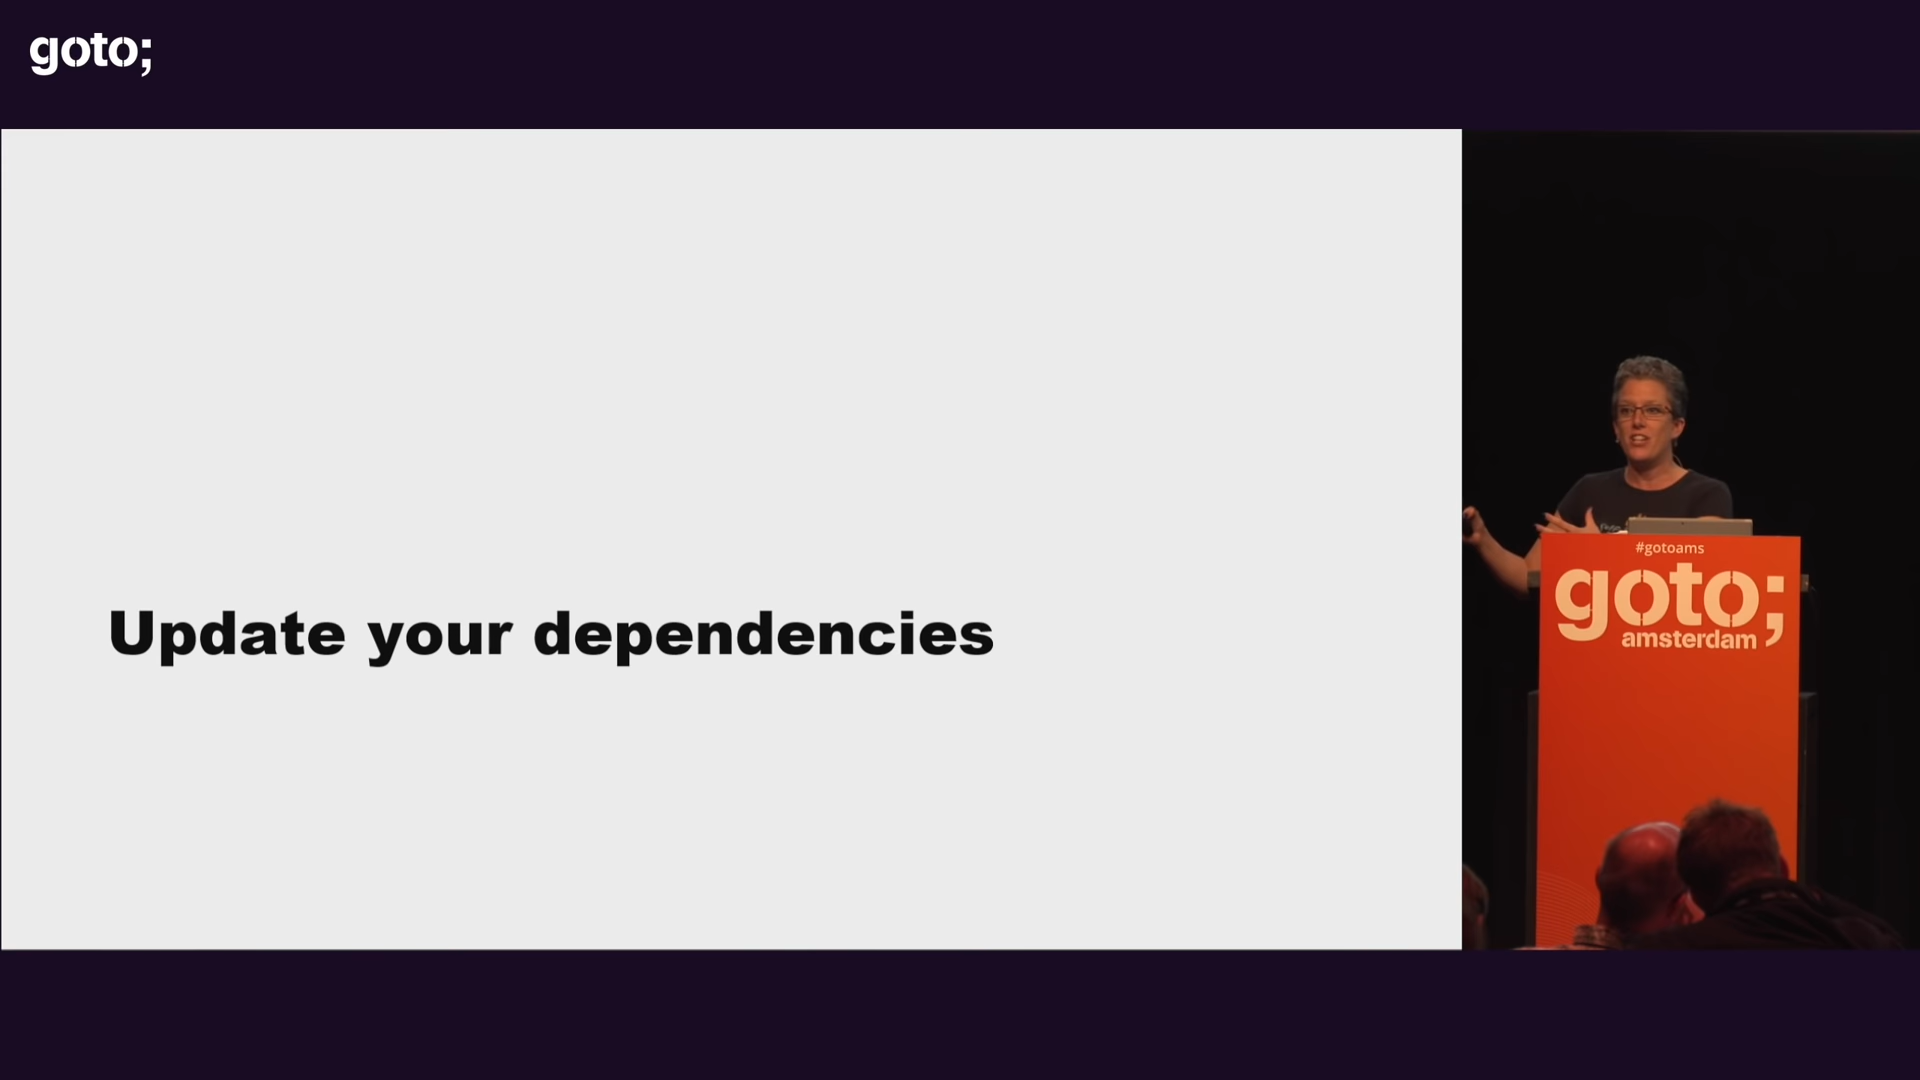 goto;
Update your dependencies
#gotoams
goto;
amsterdam